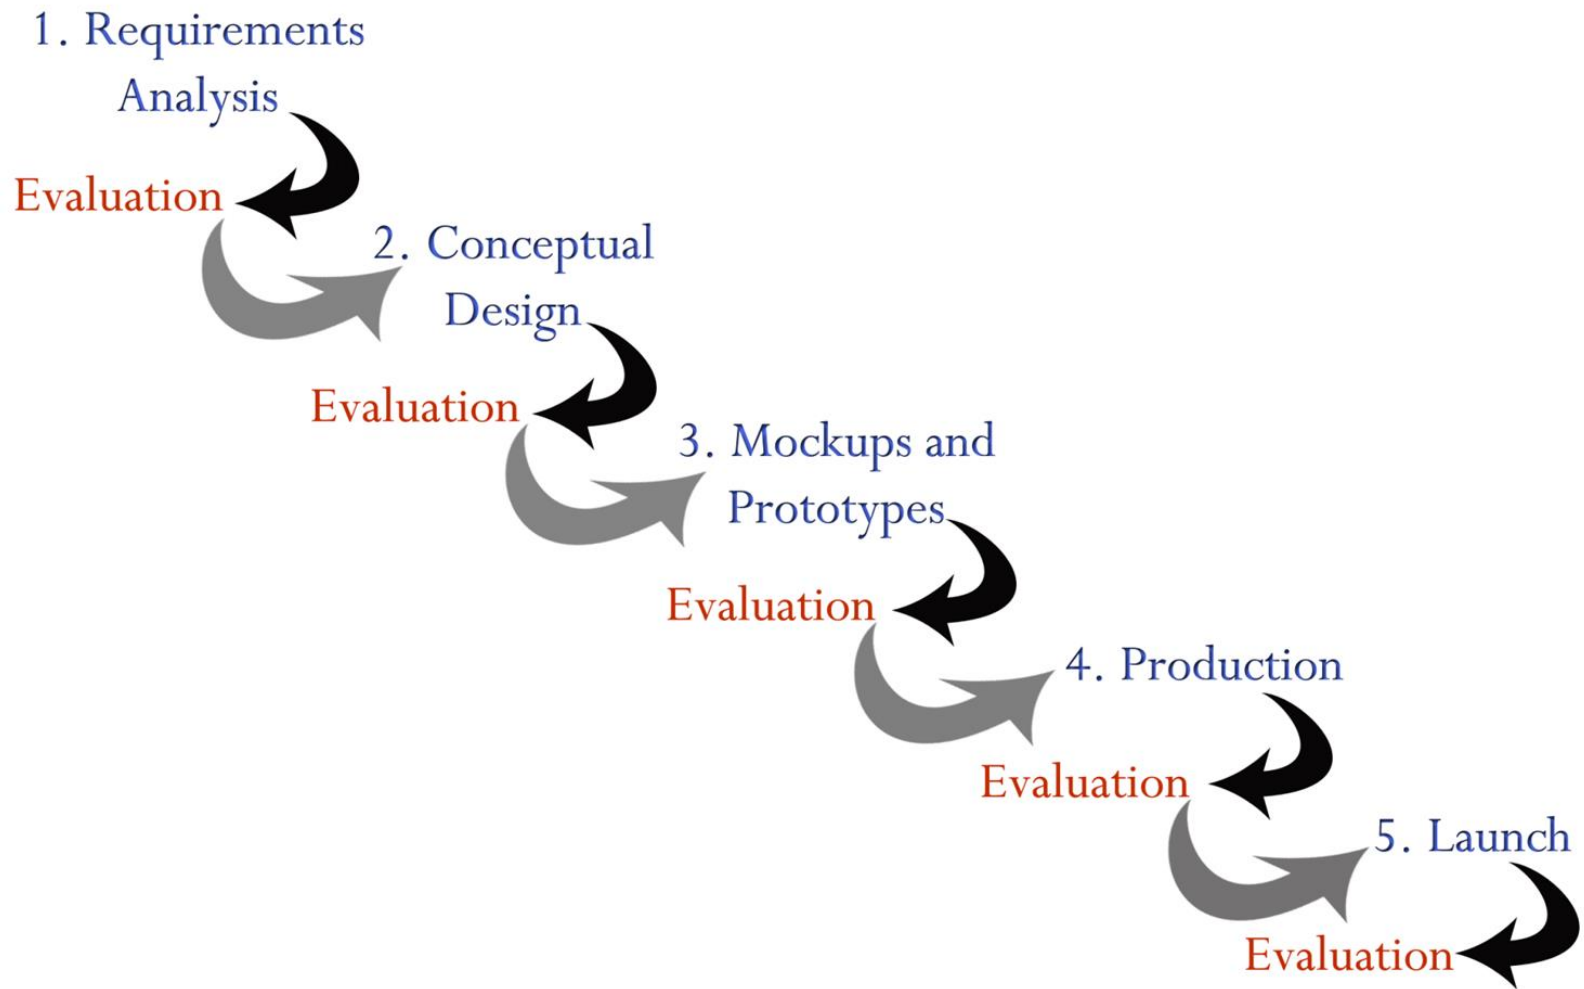 1. Requirements
Analysis
Evaluation
2. Conceptual
Design
Evaluation
3. Mockups and
Prototypes
Evaluation
4. Production
Evaluation
5. Launch
Evaluation